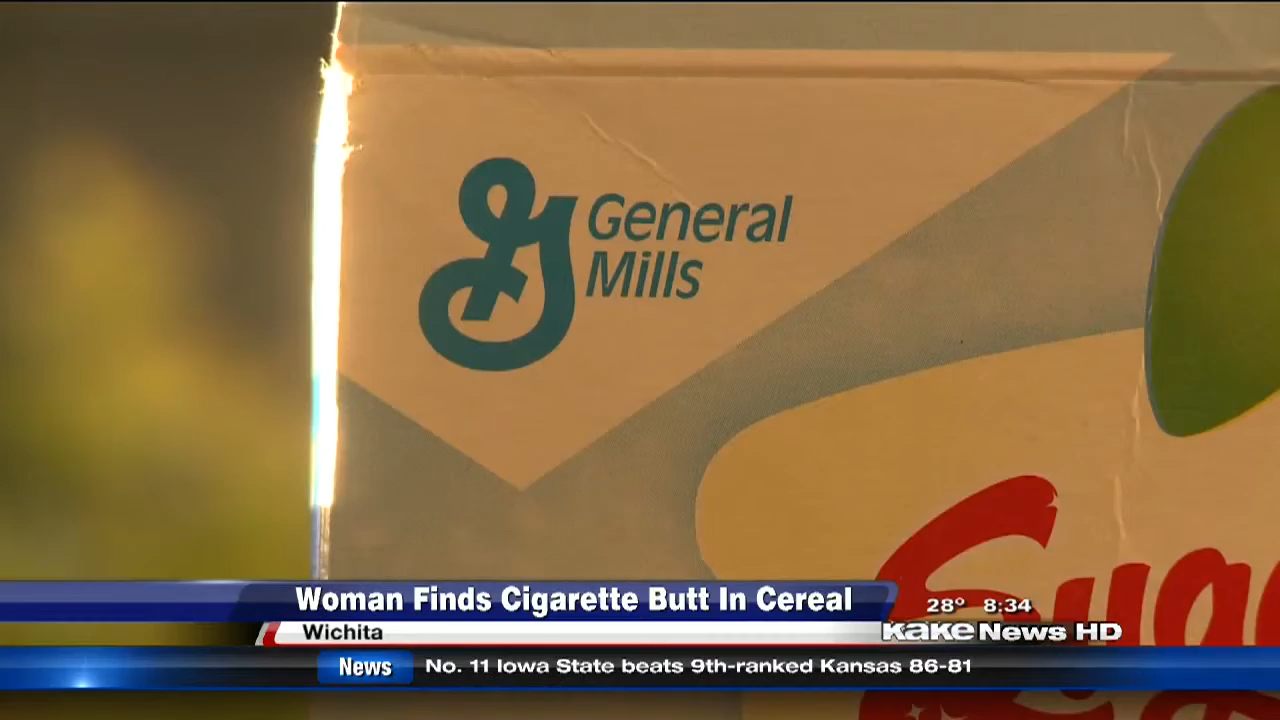 General
Mills
Woman Finds Cigarette Butt In Cereal
Wichita
28° 8:34
KAKE News HD
News
No. 11 Iowa State beats 9th-ranked Kansas 86-81